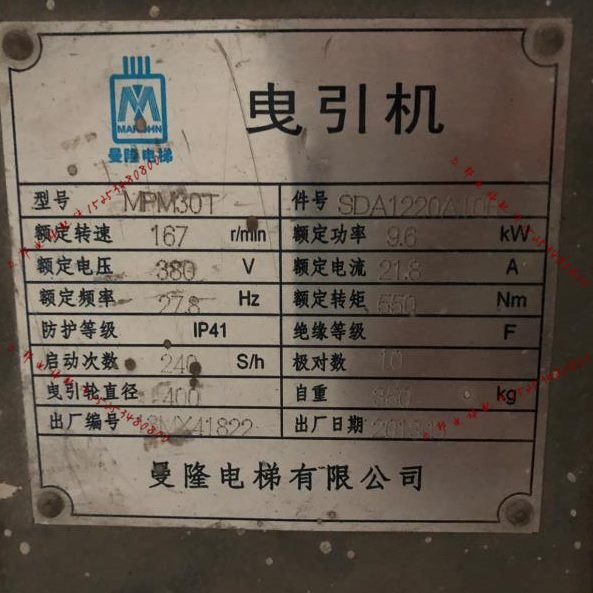 曳引机
曼隆电梯
型号 MPM30T 件号
额定转速 167 r/min 额定功率 9.6 kW
额定电压 380 V 额定电流 21.8 A
额定频率 27.8 Hz 额定转矩 550 Nm
防护等级 IP41 绝缘等级 F
启动次数 240 S/h 极对数 10
曳引轮直径 400 自重 kg
出厂编号 出厂日期
曼隆电梯有限公司